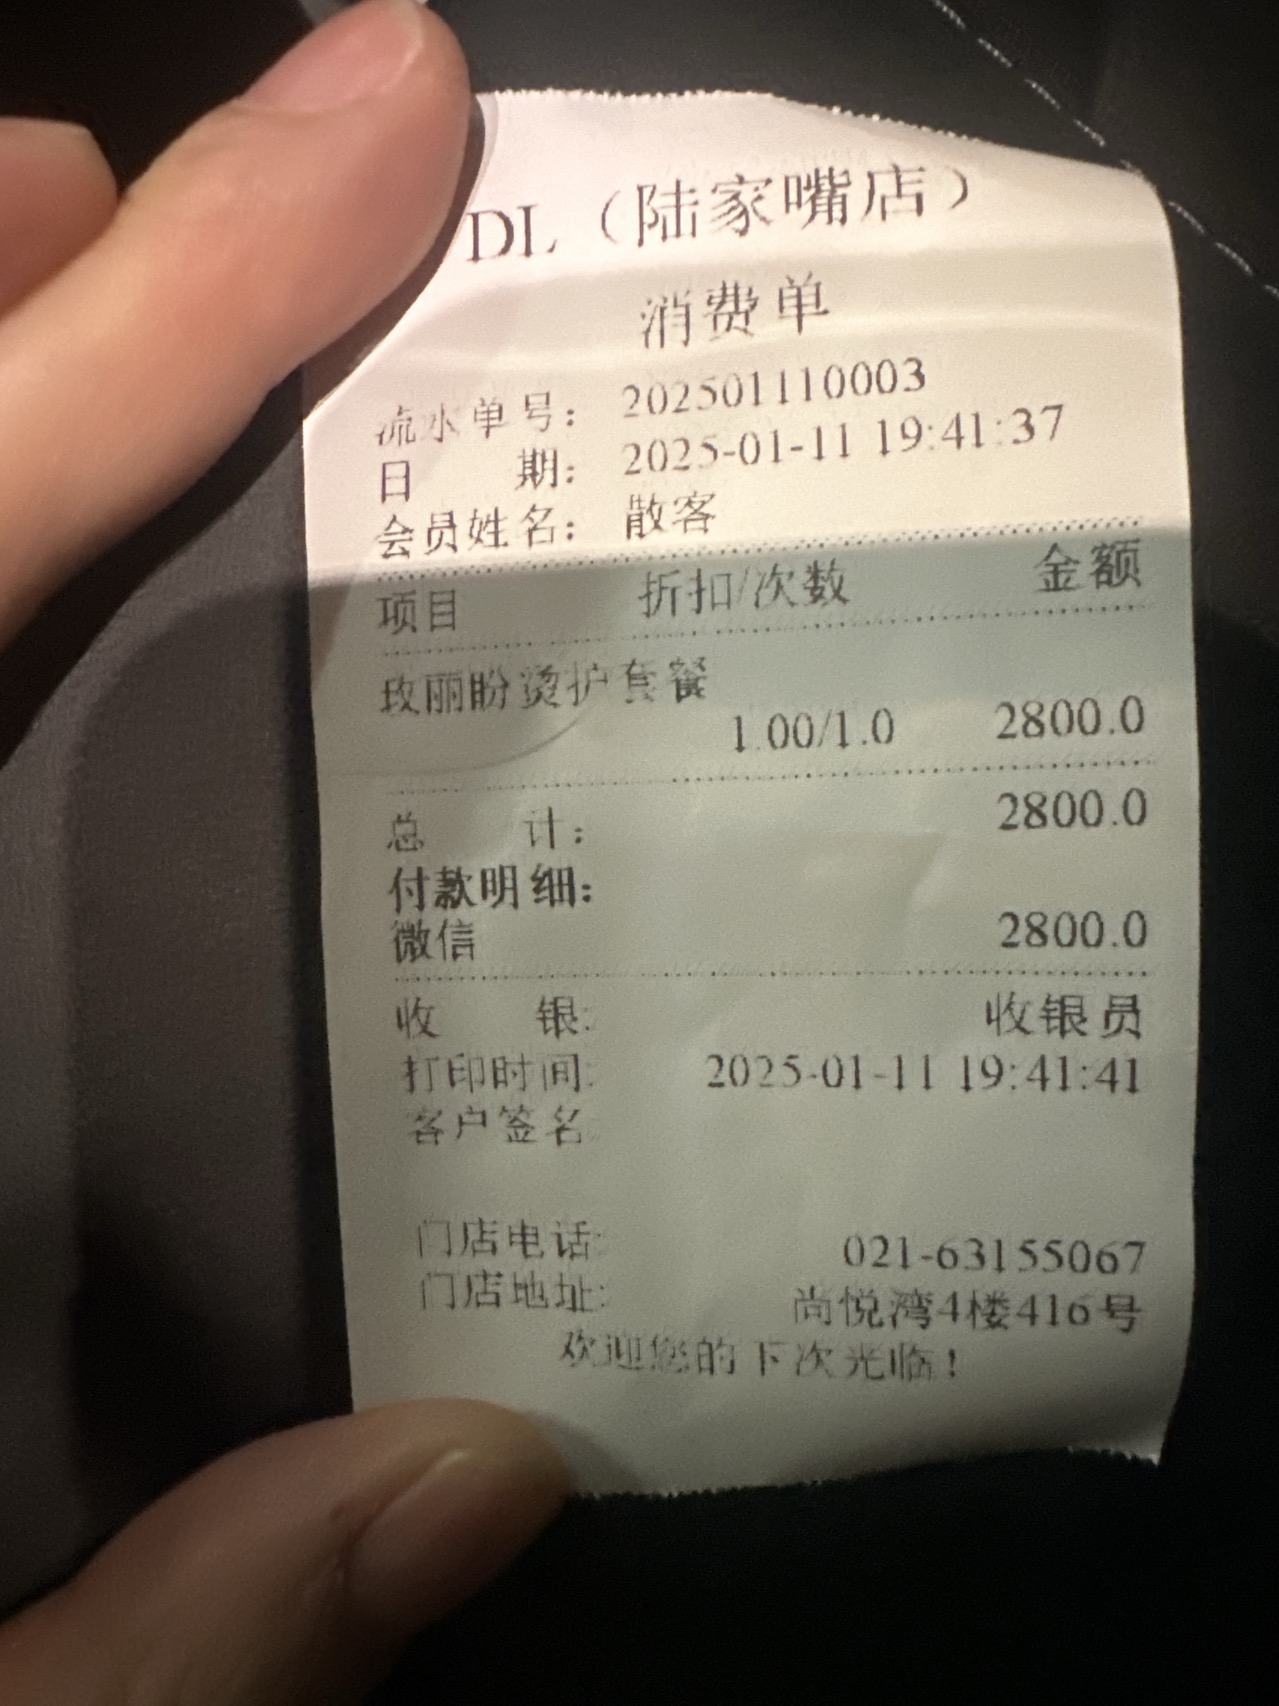 DL（陆家嘴店）
消费单
流水单号： 202501110003
日 期： 2025-01-11 19:41:37
会员姓名： 散客
项目 折扣/次数 金额
玫丽盼烫护套餐
1.00/1.0 2800.0
总 计： 2800.0
付款明细：
微信 2800.0
收 银: 收银员
打印时间: 2025-01-11 19:41:41
客户签名:
门店电话: 021-63155067
门店地址: 尚悦湾4楼416号
欢迎您的下次光临！